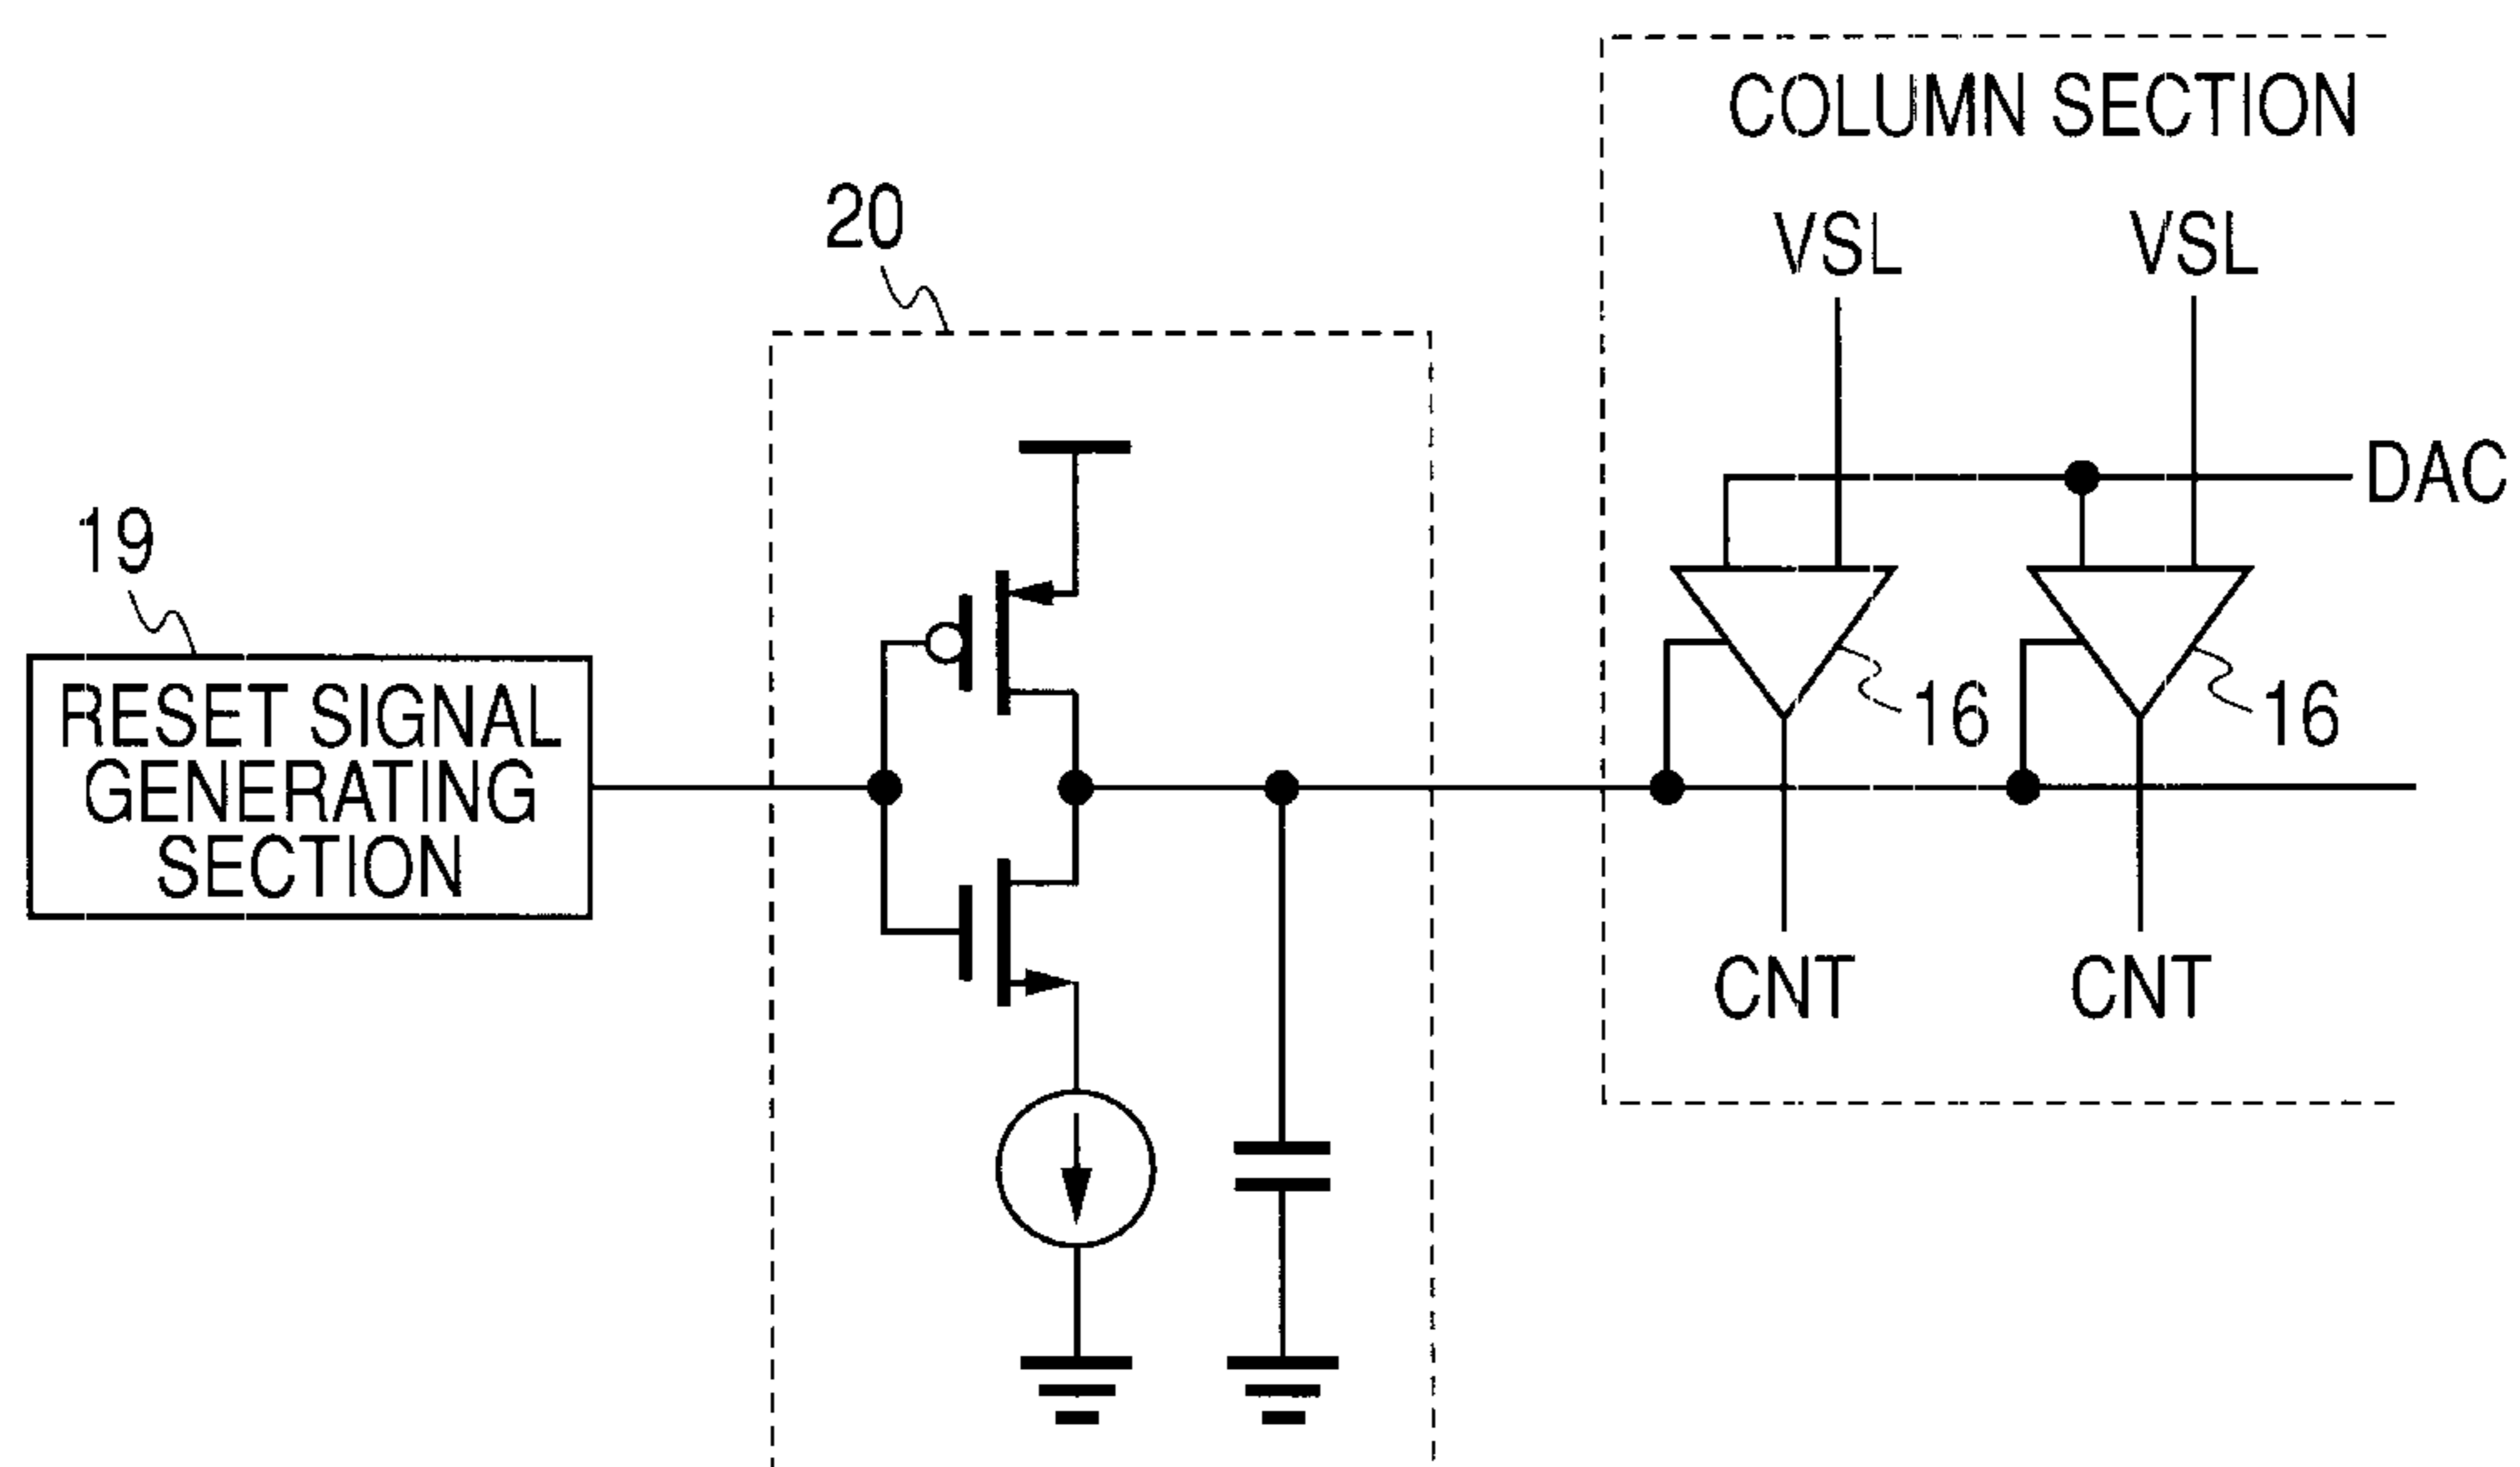 COLUMN SECTION
20
VSL
VSL
DAC
19
RESET SIGNAL
GENERATING
SECTION
16
16
CNT
CNT